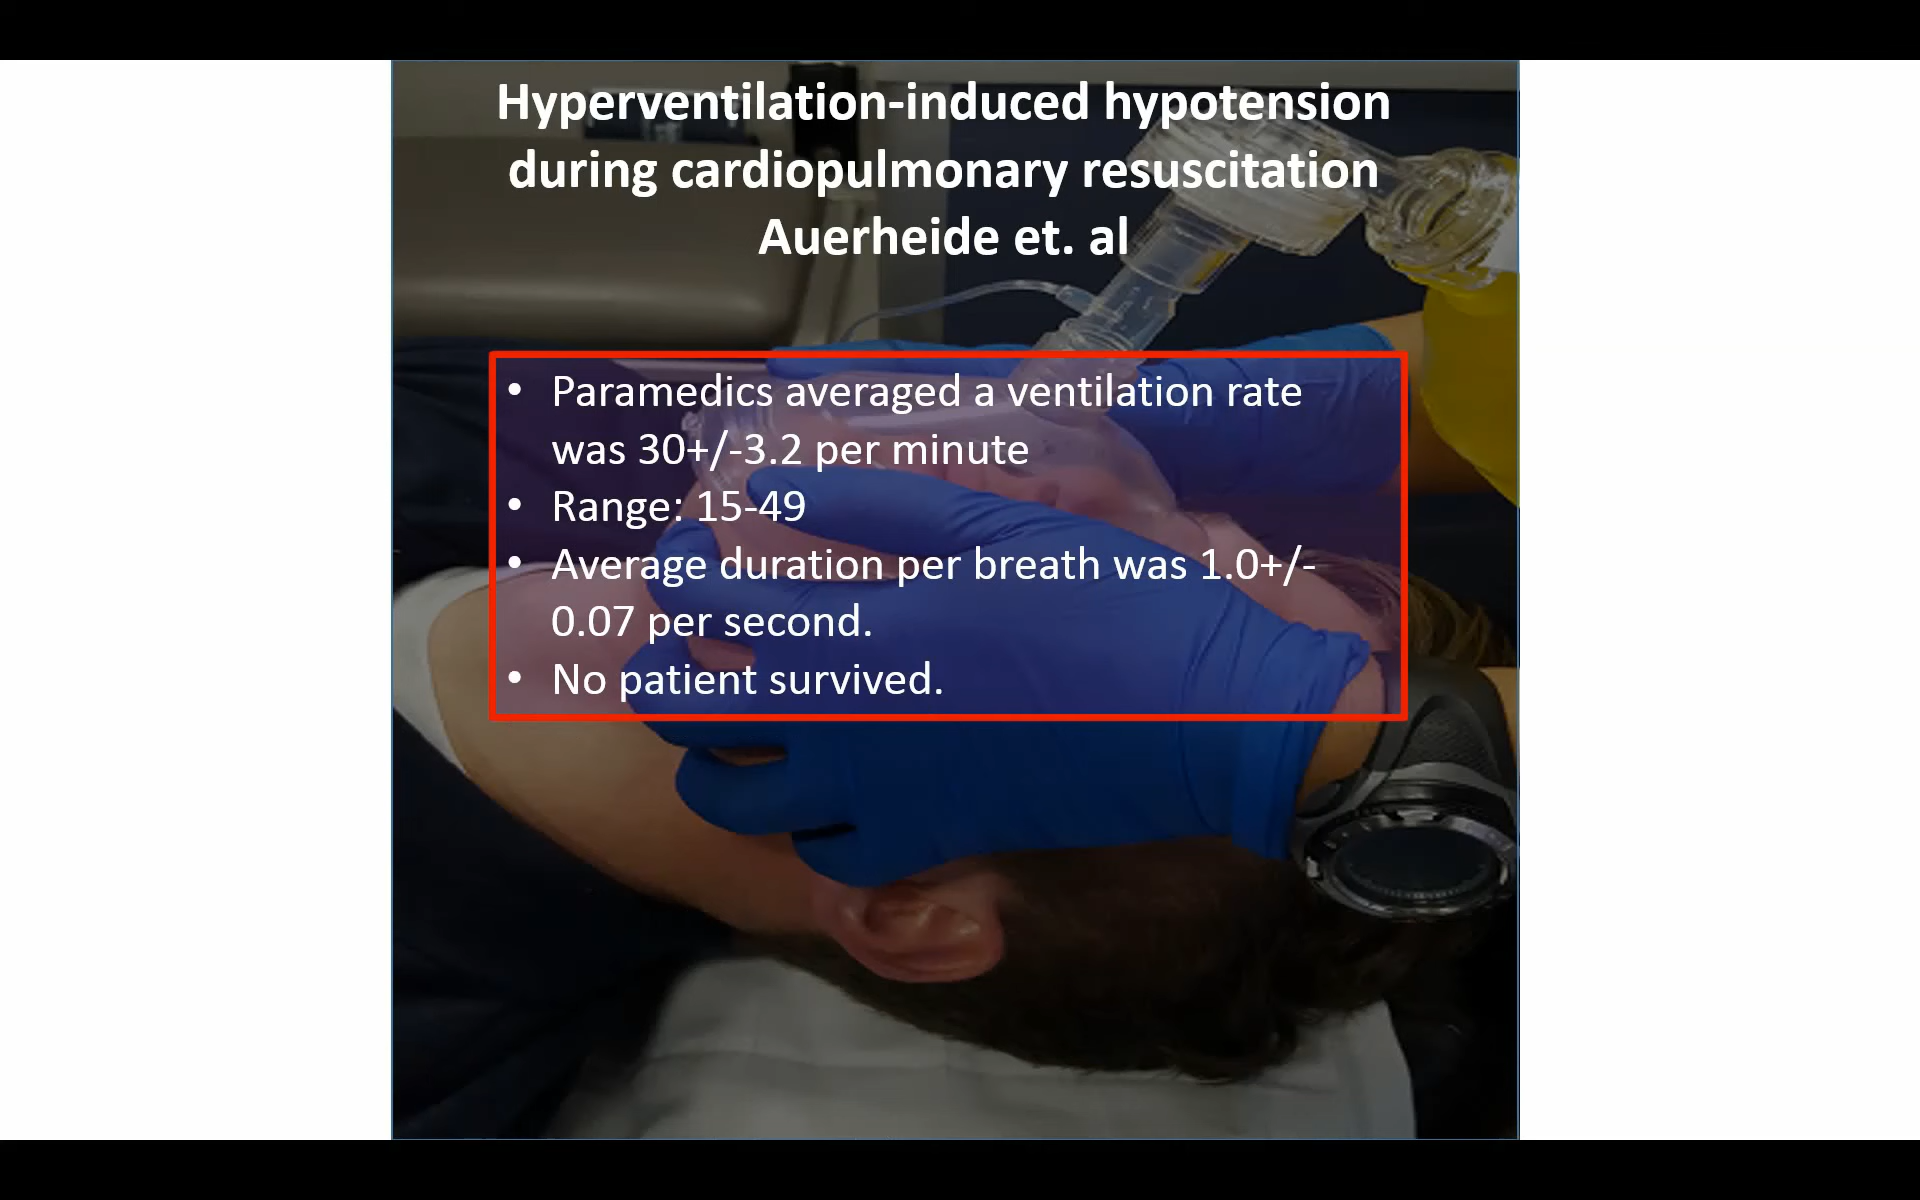 Hyperventilation-induced hypotension
during cardiopulmonary resuscitation
Auerheide et. al
• Paramedics averaged a ventilation rate
was 30+/-3.2 per minute
• Range: 15-49
• Average duration per breath was 1.0+/-
0.07 per second.
• No patient survived.